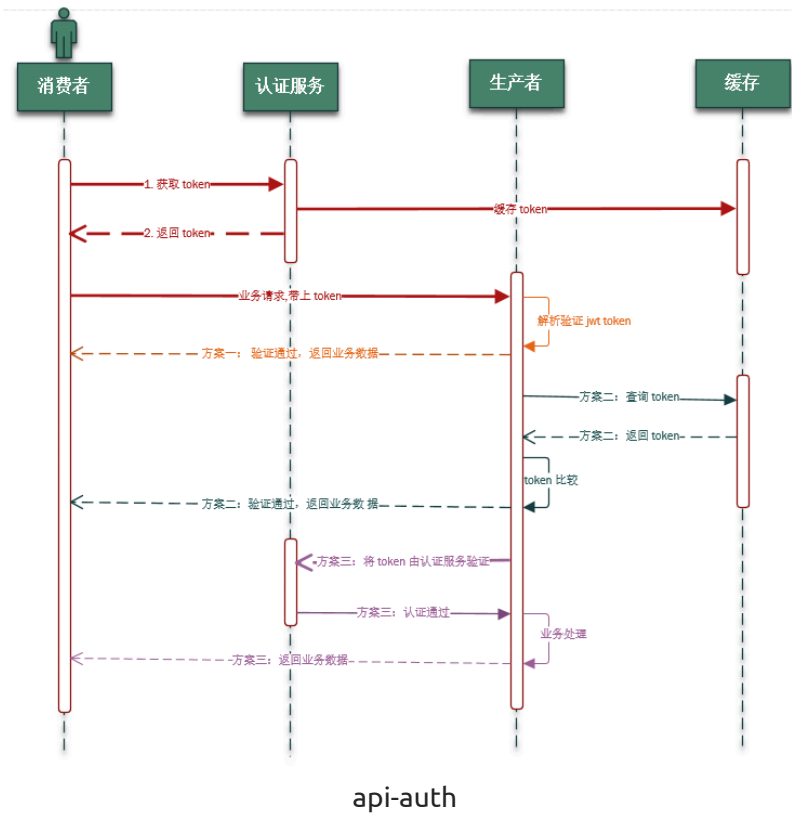 消费者
认证服务
生产者
缓存
1. 获取 token
缓存 token
2. 返回 token
业务请求,带上 token
解析验证 jwt token
方案一： 验证通过，返回业务数据
方案二：查询 token
方案二：返回 token
token 比较
方案二：验证通过，返回业务数 据
方案三：将 token 由认证服务验证
方案三：认证通过
业务处理
方案三：返回业务数据
api-auth